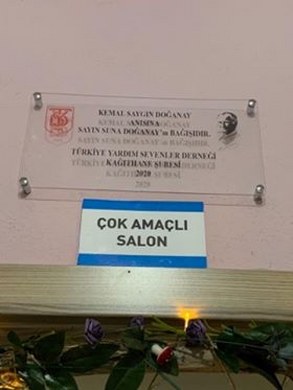 KEMAL SAYGIN DOĞANAY
ANISINA
SAYIN SUNA DOĞANAY'ın BAĞIŞIDIR.
TÜRKİYE YARDIM SEVENLER DERNEĞİ
KAĞITHANE ŞUBESİ
2020
ÇOK AMAÇLI
SALON